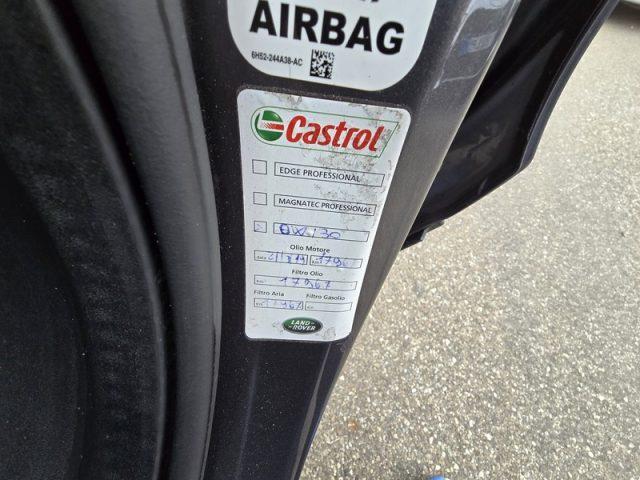 AIRBAG
6H52-244A38-AC
Castrol
EDGE PROFESSIONAL
MAGNATEC PROFESSIONAL
0W/30
Olio Motore
Filtro Olio
17967
Filtro Aria Filtro Gasolio
LAND-
ROVER